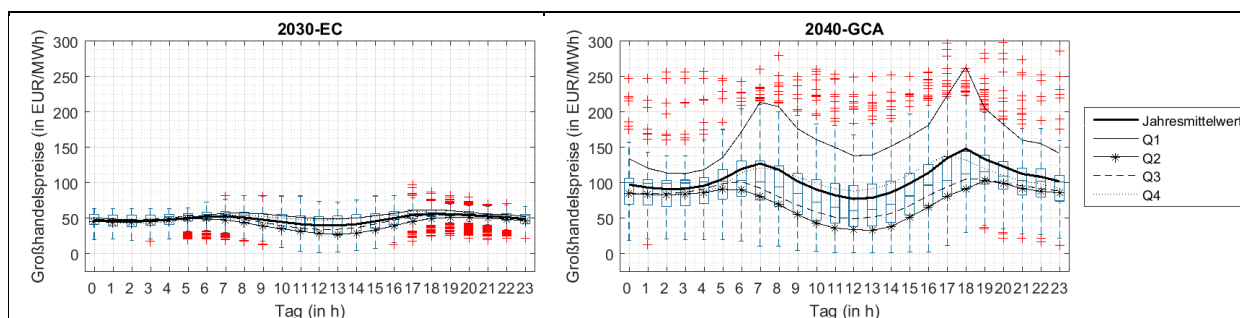 2030-EC
Großhandelspreise (in EUR/MWh)
300
250
200
150
100
50
0
0 1 2 3 4 5 6 7 8 9 10 11 12 13 14 15 16 17 18 19 20 21 22 23
Tag (in h)
2040-GCA
Großhandelspreise (in EUR/MWh)
300
250
200
150
100
50
0
0 1 2 3 4 5 6 7 8 9 10 11 12 13 14 15 16 17 18 19 20 21 22 23
Tag (in h)
Jahresmittelwert
Q1
Q2
Q3
Q4